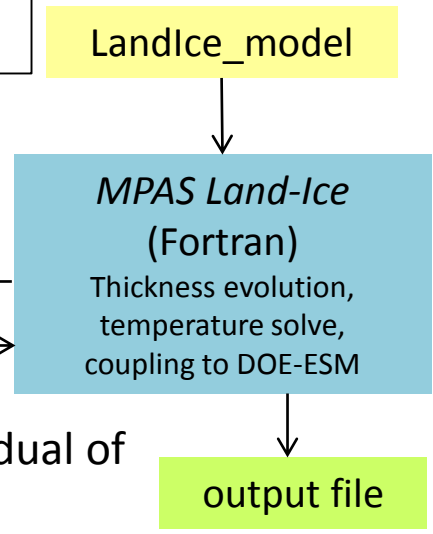 LandIce_model
MPAS Land-Ice
(Fortran)
Thickness evolution,
temperature solve,
coupling to DOE-ESM
dual of
output file